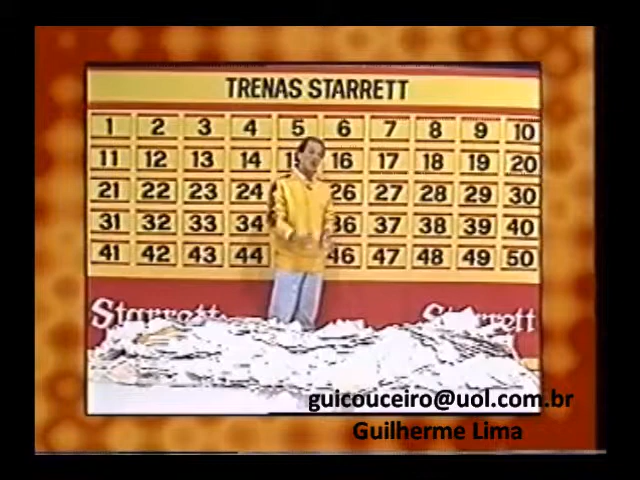 TRENAS STARRETT
1 2 3 4 5 6 7 8 9 10
11 12 13 14 16 17 18 19 20
21 22 23 24 26 27 28 29 30
31 32 33 34 36 37 38 39 40
41 42 43 44 46 47 48 49 50
Starrett Starrett
guicouceiro@uol.com.br
Guilherme Lima